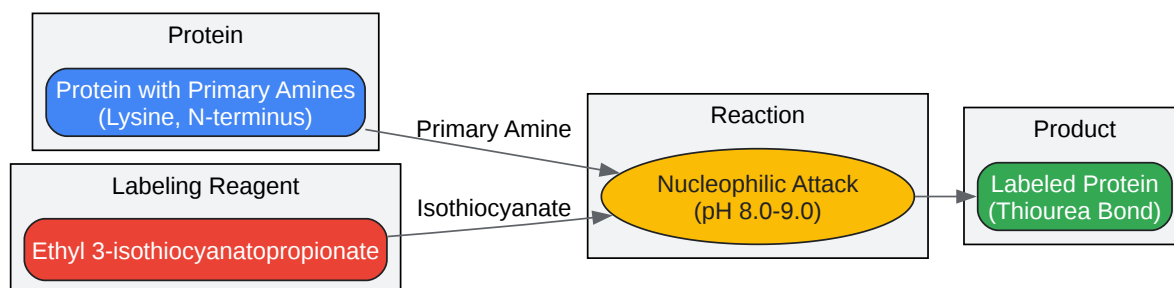 Protein
Protein with Primary Amines
(Lysine, N-terminus)
Labeling Reagent
Ethyl 3-isothiocyanatopropionate
Primary Amine
Isothiocyanate
Reaction
Nucleophilic Attack
(pH 8.0-9.0)
Product
Labeled Protein
(Thiourea Bond)